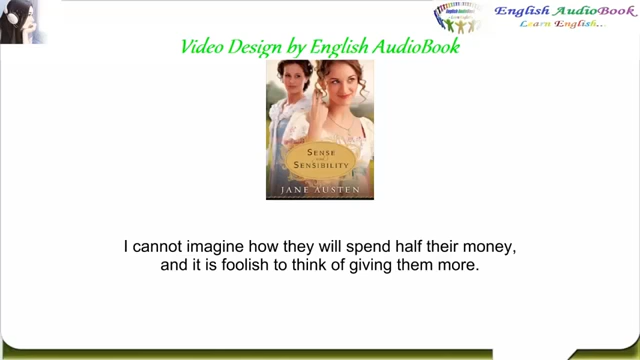 English AudioBook
Learn English...
Video Design by English AudioBook
SENSE
and
SENSIBILITY
JANE AUSTEN
I cannot imagine how they will spend half their money,
and it is foolish to think of giving them more.